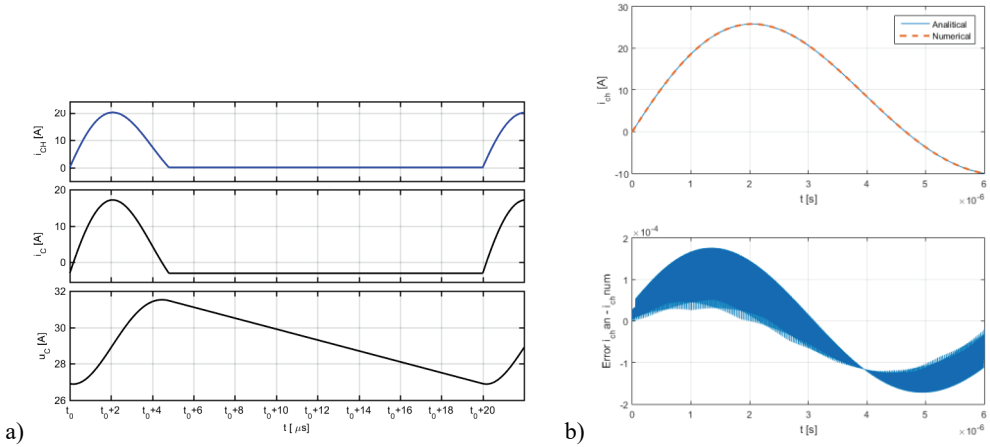 20
10
0
i_CH [A]
20
10
0
i_C [A]
32
30
28
26
u_C [A]
t_0 t_0+2 t_0+4 t_0+6 t_0+8 t_0+10 t_0+12 t_0+14 t_0+16 t_0+18 t_0+20
t [ μs]
a)
30
20
10
0
-10
i_ch [A]
Analitical
Numerical
0 1 2 3 4 5 6
t [s]
×10^-6
×10^-4
2
1
0
-1
-2
Error i_ch an - i_ch num
0 1 2 3 4 5 6
t [s]
×10^-6
b)